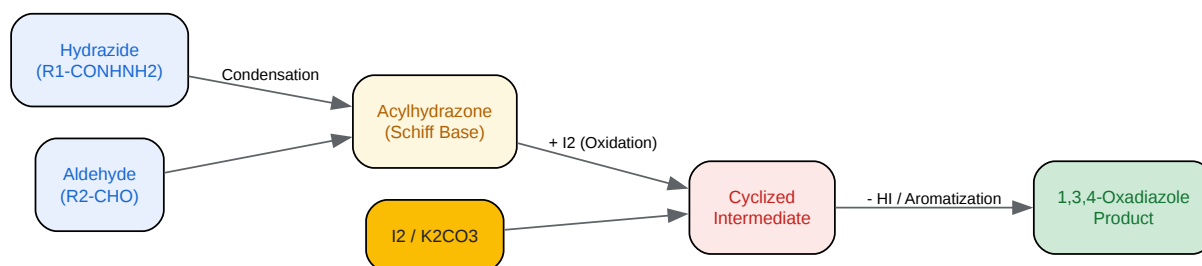 Hydrazide
(R1-CONHNH2)
Condensation
Aldehyde
(R2-CHO)
Acylhydrazone
(Schiff Base)
+ I2 (Oxidation)
I2 / K2CO3
Cyclized
Intermediate
- HI / Aromatization
1,3,4-Oxadiazole
Product